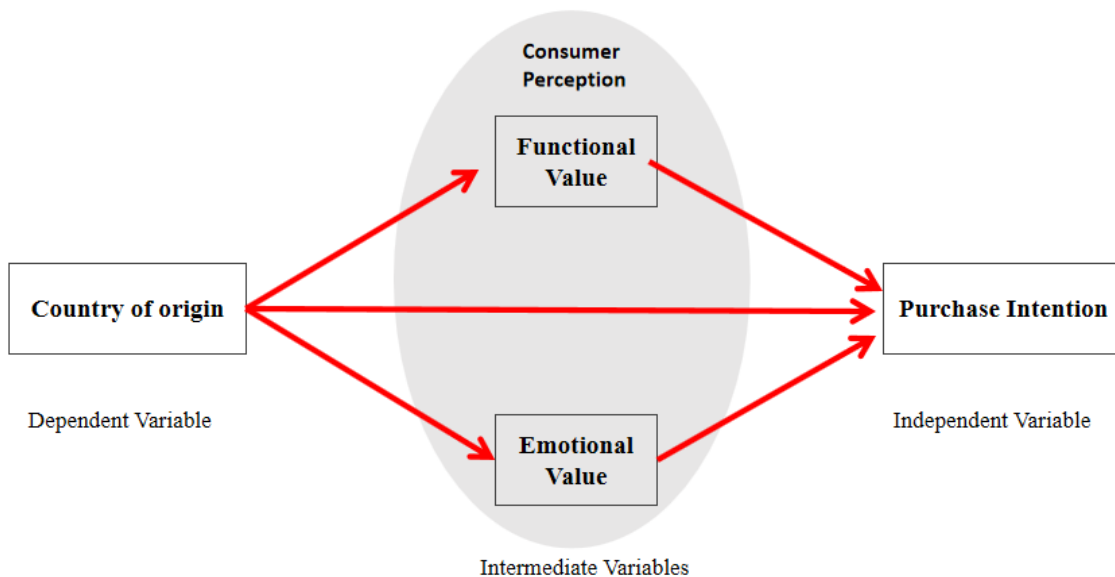 Consumer
Perception
Functional
Value
Country of origin
Purchase Intention
Dependent Variable
Independent Variable
Emotional
Value
Intermediate Variables